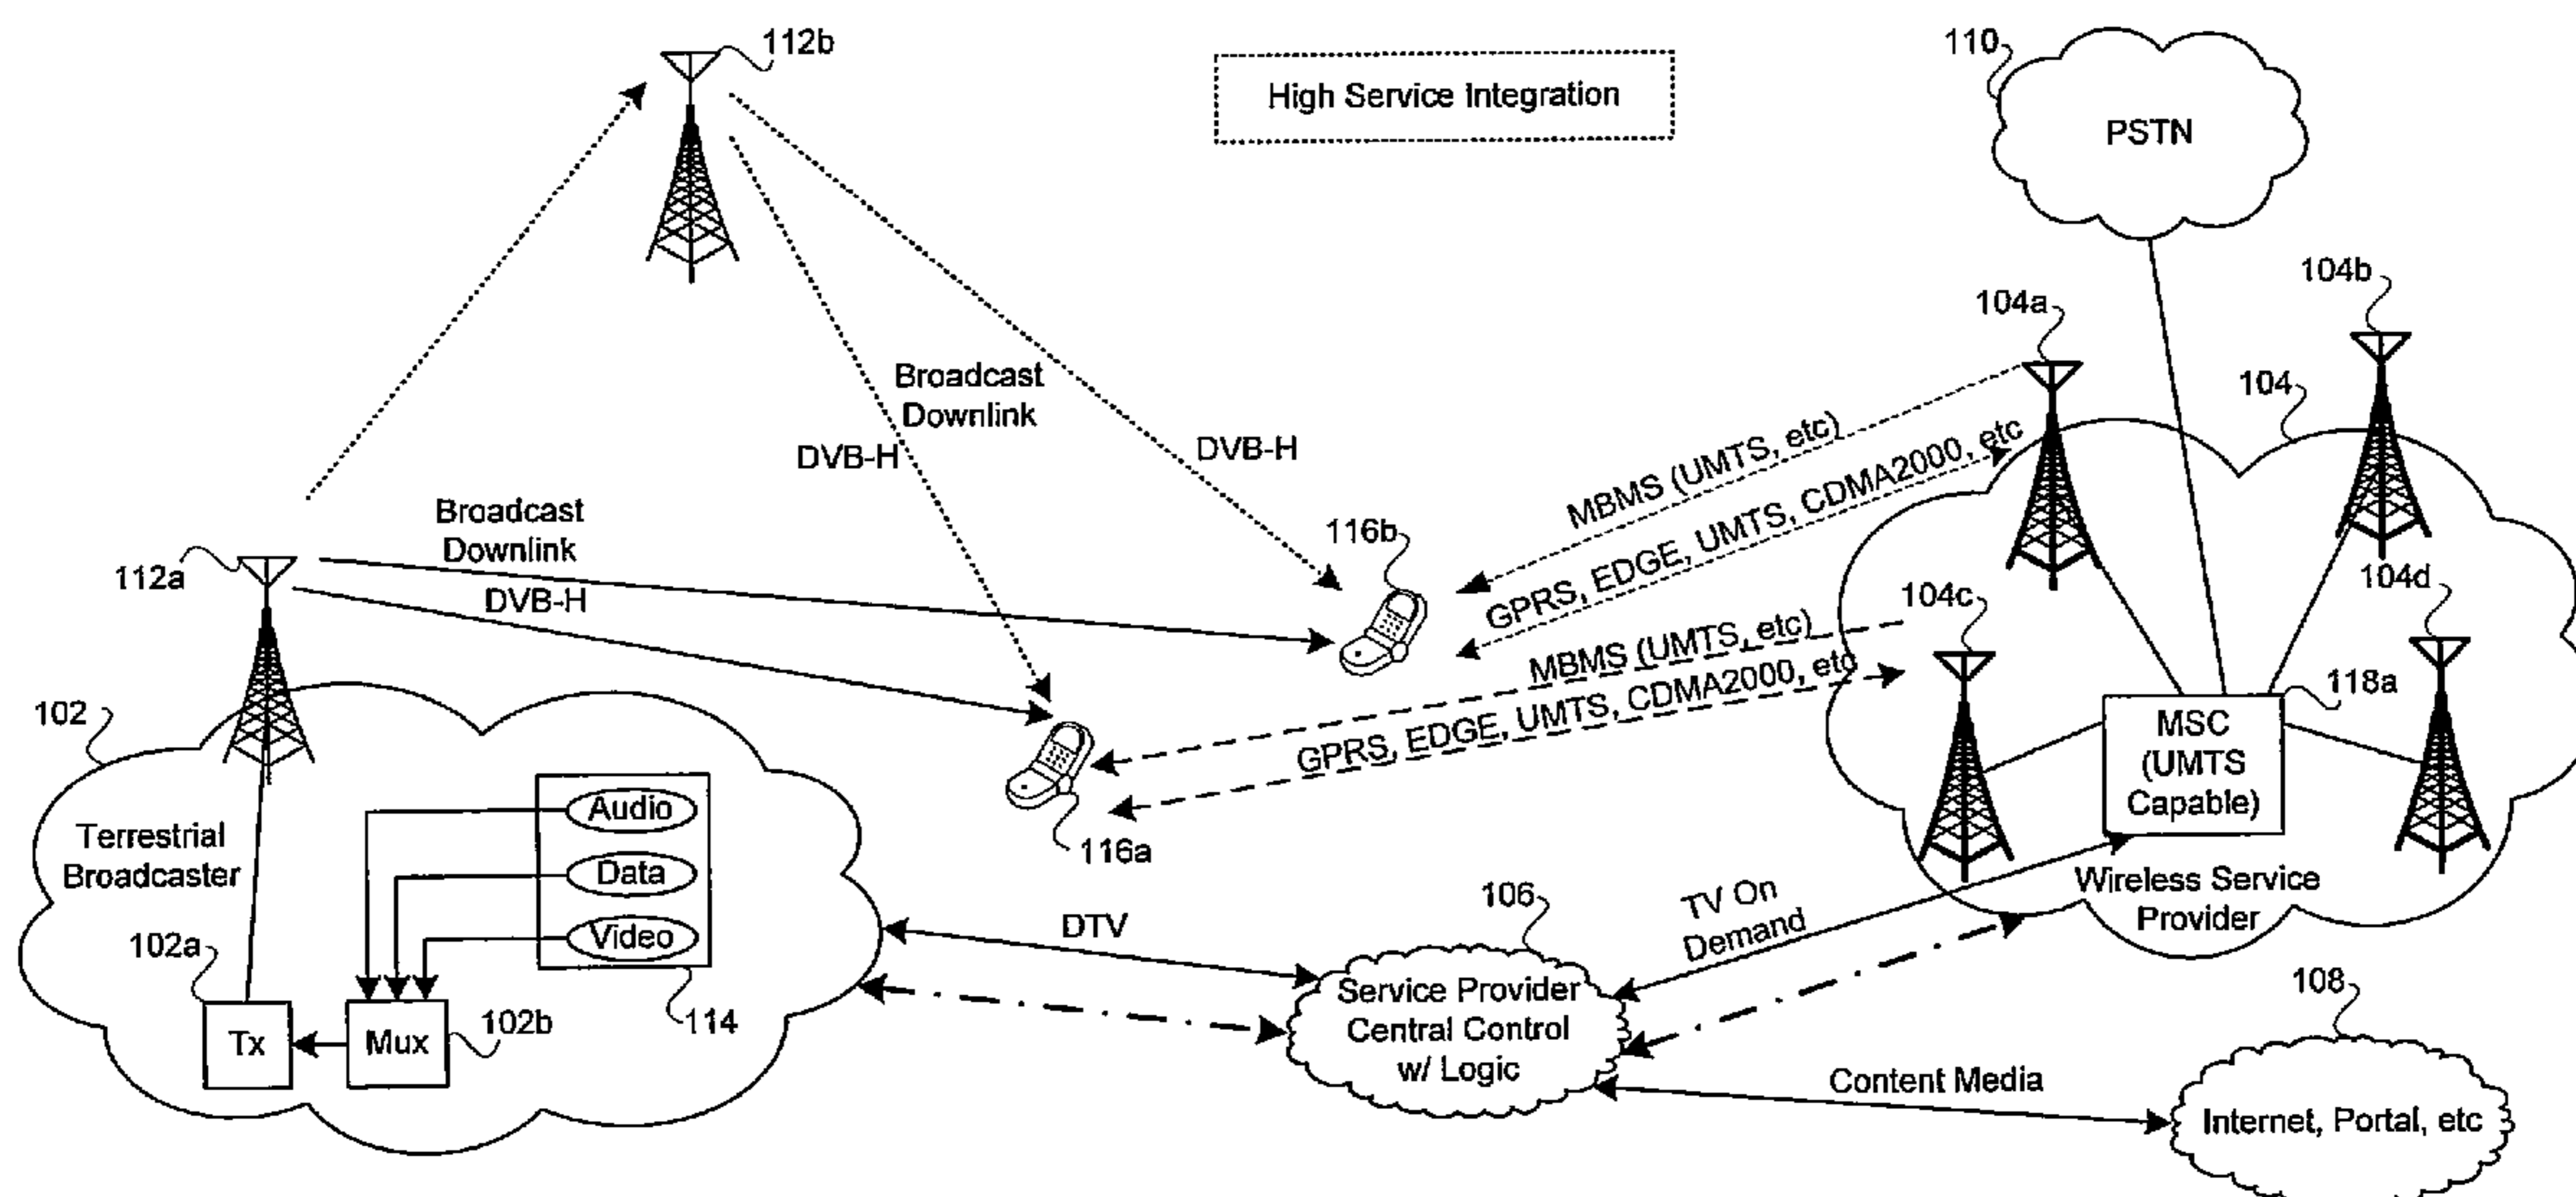 112b
High Service Integration
110
PSTN
104b
104a
104
Broadcast
Downlink
DVB-H
DVB-H
MBMS (UMTS, etc)
GPRS, EDGE, UMTS, CDMA2000, etc
Broadcast
Downlink
DVB-H
112a
116b
104c
104d
MBMS (UMTS, etc)
GPRS, EDGE, UMTS, CDMA2000, etc
118a
MSC
(UMTS
Capable)
102
Terrestrial
Broadcaster
Audio
Data
Video
116a
Wireless Service
Provider
102a
Tx
Mux
102b
114
DTV
106
TV On
Demand
Service Provider
Central Control
w/ Logic
108
Content Media
Internet, Portal, etc